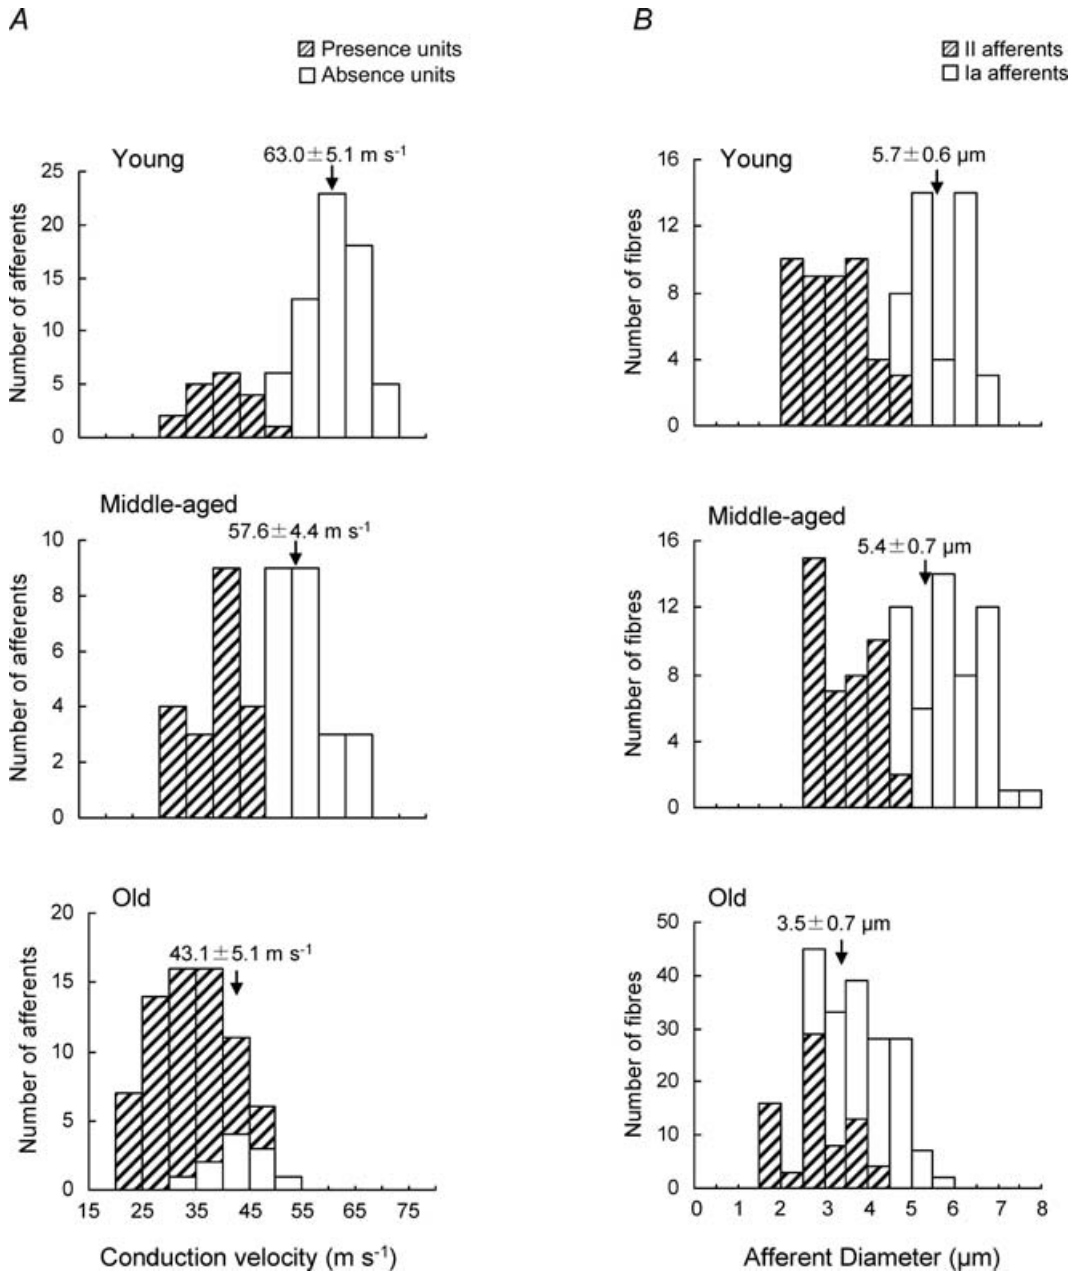 A
Presence units
Absence units
Young
63.0±5.1 m s-1
25
20
15
10
5
0
Number of afferents
Middle-aged
57.6±4.4 m s-1
10
8
6
4
2
0
Number of afferents
Old
43.1±5.1 m s-1
20
15
10
5
0
Number of afferents
15 25 35 45 55 65 75
Conduction velocity (m s-1)
B
II afferents
Ia afferents
Young
5.7±0.6 µm
16
12
8
4
0
Number of fibres
Middle-aged
5.4±0.7 µm
16
12
8
4
0
Number of fibres
Old
3.5±0.7 µm
50
40
30
20
10
0
Number of fibres
0 1 2 3 4 5 6 7 8
Afferent Diameter (µm)